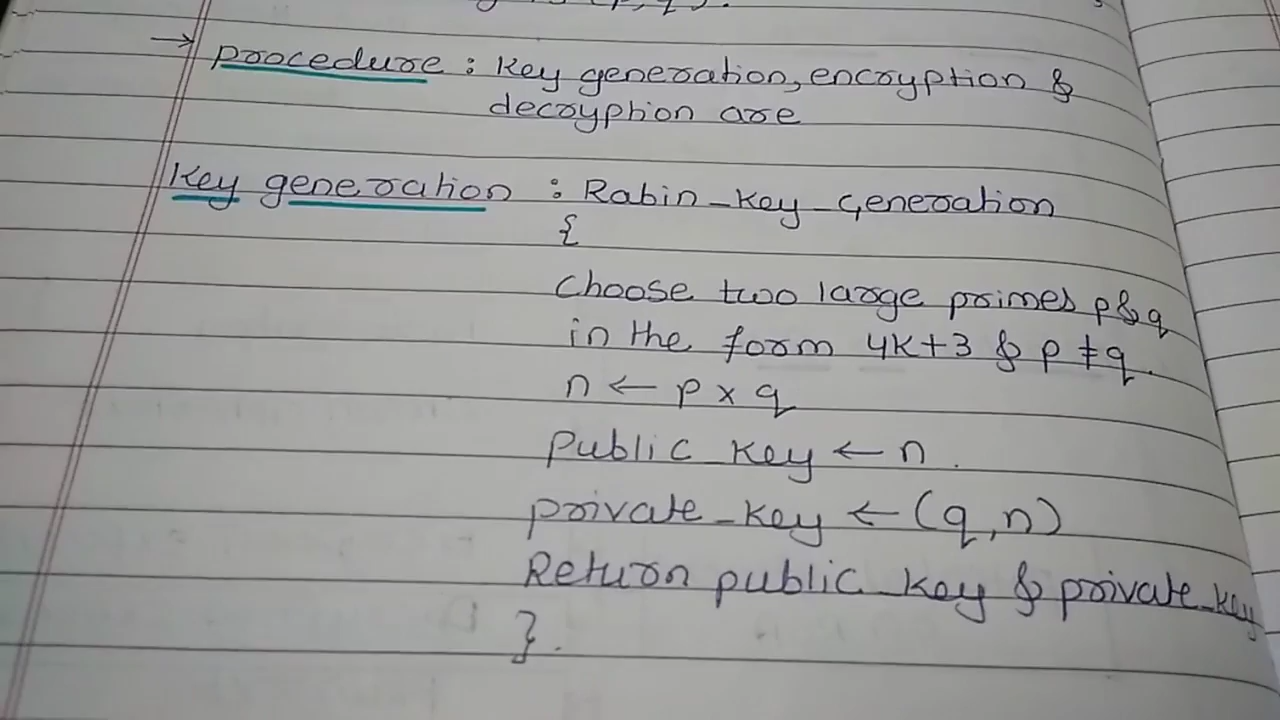 → procedure : Key generation, encryption &
decryption are
Key generation : Rabin_Key_Generation
{
choose two large primes p & q
in the form 4K+3 & p ≠ q.
n ← p x q
Public_Key ← n.
private_key ← (q,n)
Return public_key & private_key
}.